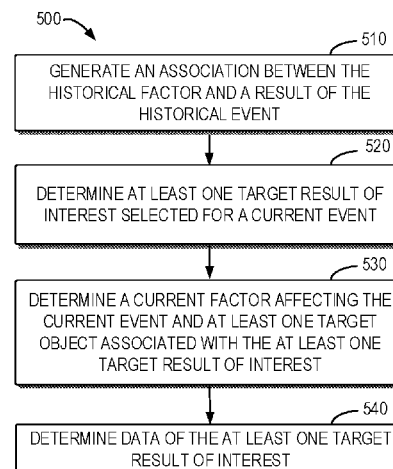 500
510
GENERATE AN ASSOCIATION BETWEEN THE
HISTORICAL FACTOR AND A RESULT OF THE
HISTORICAL EVENT
520
DETERMINE AT LEAST ONE TARGET RESULT OF
INTEREST SELECTED FOR A CURRENT EVENT
530
DETERMINE A CURRENT FACTOR AFFECTING THE
CURRENT EVENT AND AT LEAST ONE TARGET
OBJECT ASSOCIATED WITH THE AT LEAST ONE
TARGET RESULT OF INTEREST
540
DETERMINE DATA OF THE AT LEAST ONE TARGET
RESULT OF INTEREST